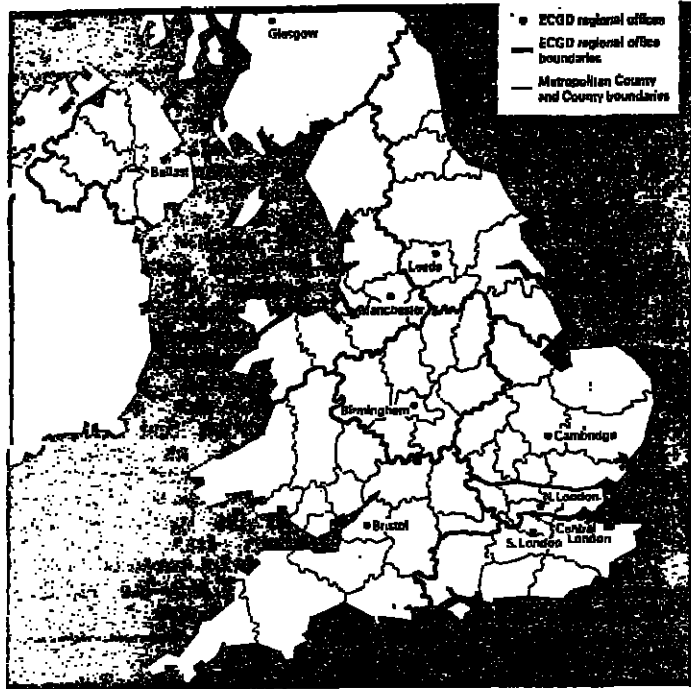 Glasgow
ECGD regional offices
ECGD regional office
boundaries
Metropolitan County
and County boundaries
Belfast
Leeds
Manchester
Birmingham
Cambridge
N. London
Bristol
Central
S. London
London